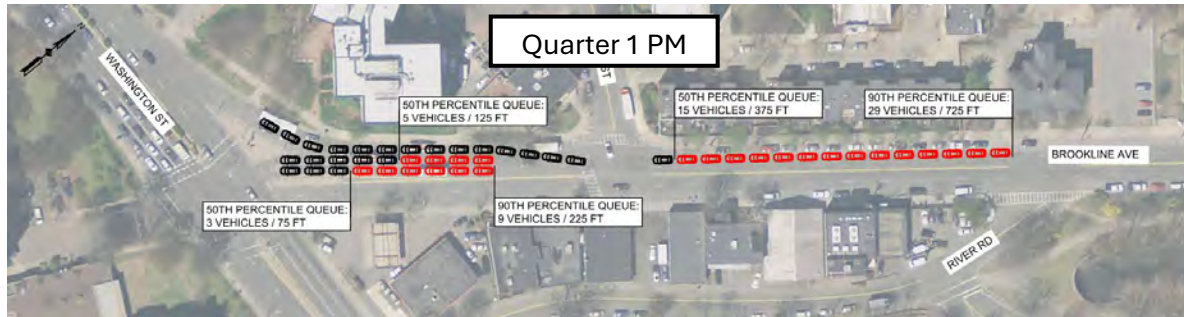 Quarter 1 PM
WASHINGTON ST
ST
50TH PERCENTILE QUEUE:
5 VEHICLES / 125 FT
50TH PERCENTILE QUEUE:
15 VEHICLES / 375 FT
90TH PERCENTILE QUEUE:
29 VEHICLES / 725 FT
BROOKLINE AVE
50TH PERCENTILE QUEUE:
3 VEHICLES / 75 FT
90TH PERCENTILE QUEUE:
9 VEHICLES / 225 FT
RIVER RD